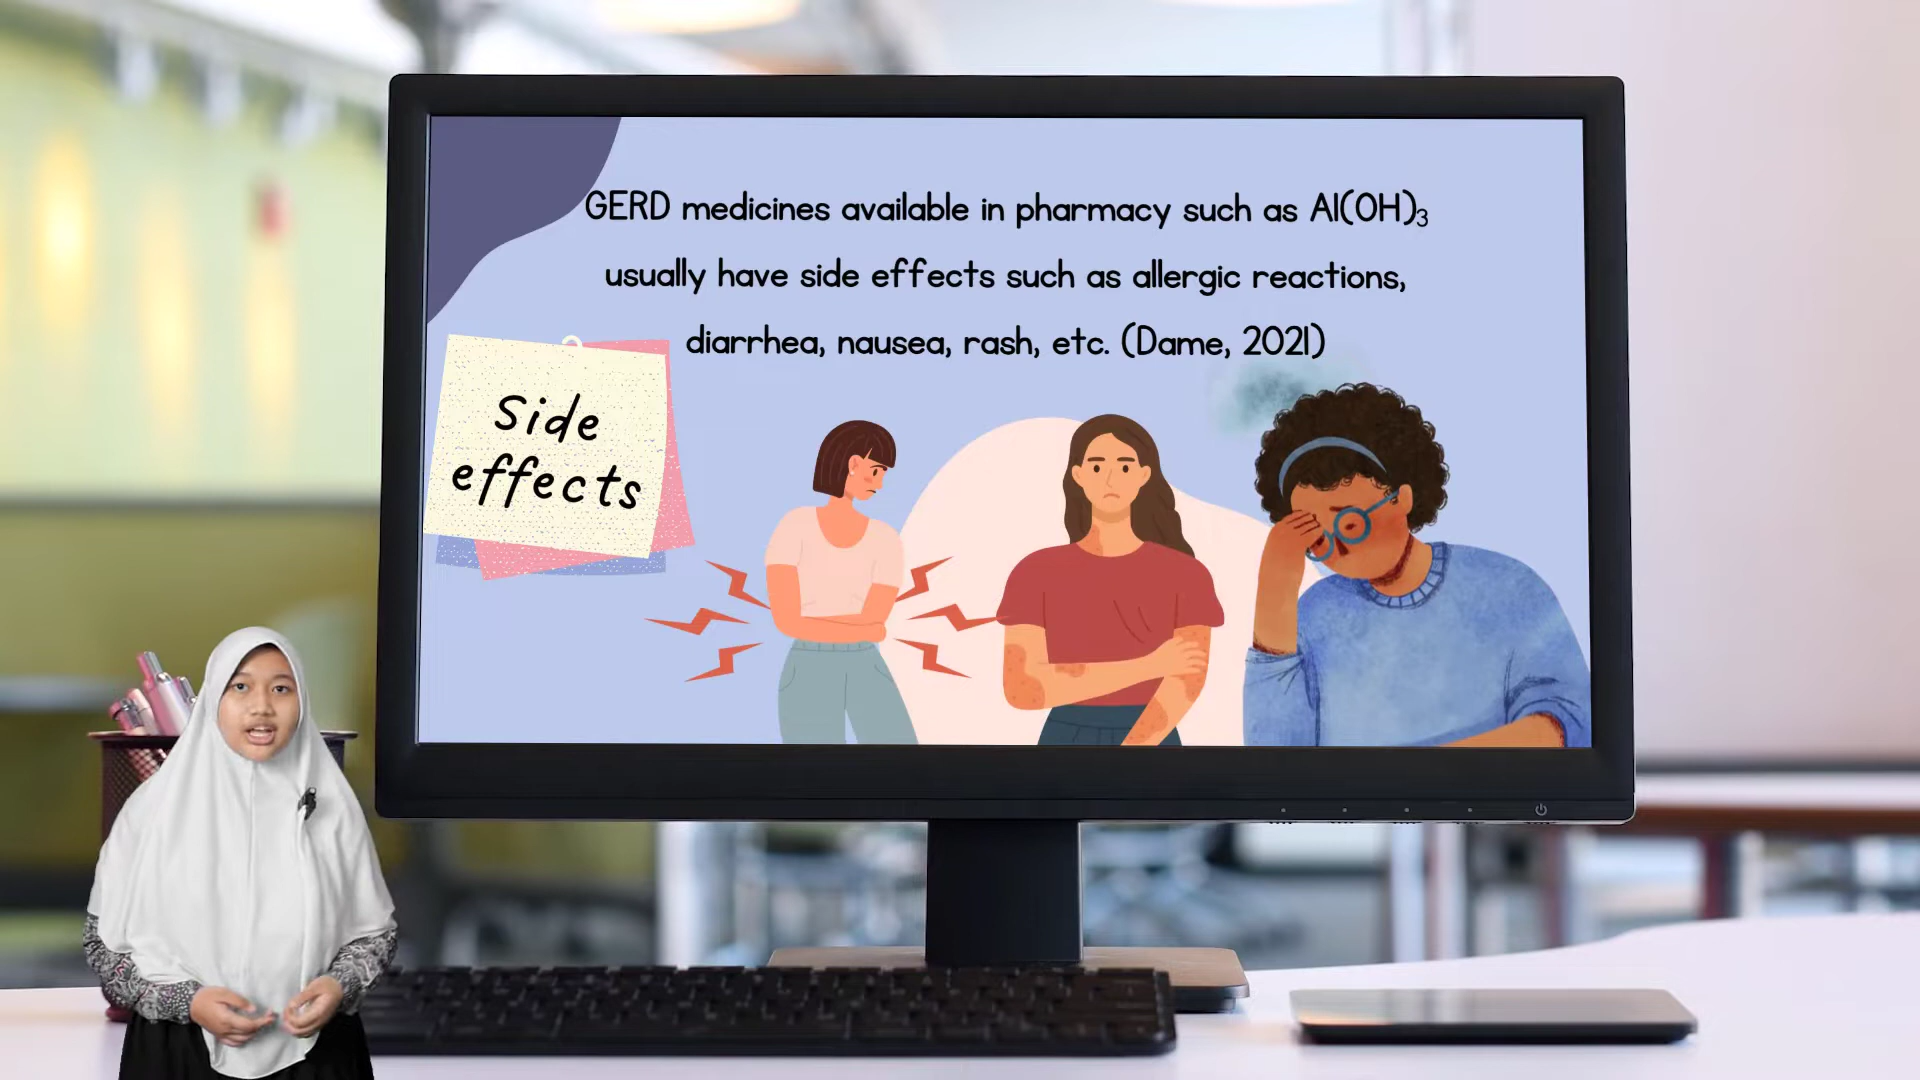 GERD medicines available in pharmacy such as Al(OH)₃
usually have side effects such as allergic reactions,
diarrhea, nausea, rash, etc. (Dame, 2021)
Side
effects